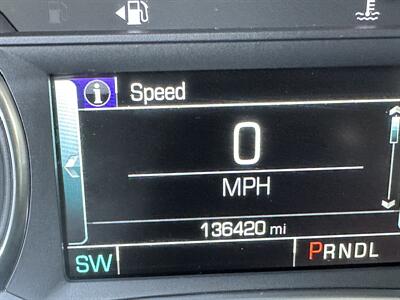 i Speed
0
MPH
136420 mi
SW PRNDL